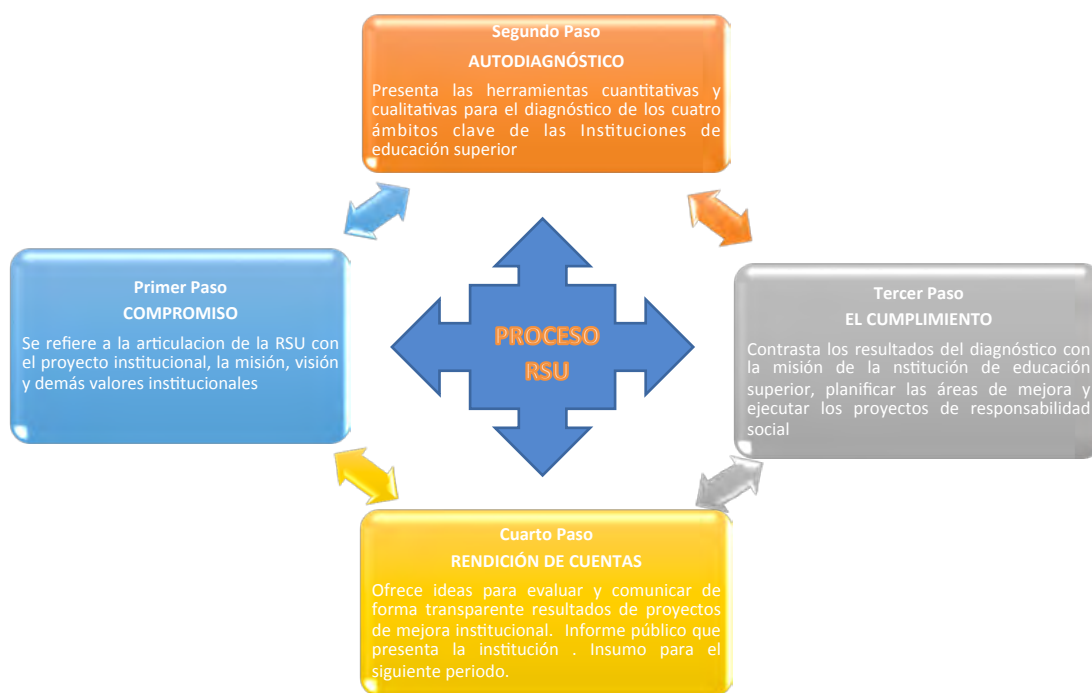 Segundo Paso
AUTODIAGNÓSTICO
Presenta las herramientas cuantitativas y
cualitativas para el diagnóstico de los cuatro
ámbitos clave de las Instituciones de
educación superior
Primer Paso
COMPROMISO
Se refiere a la articulacion de la RSU con
el proyecto institucional, la misión, visión
y demás valores institucionales
PROCESO
RSU
Tercer Paso
EL CUMPLIMIENTO
Contrasta los resultados del diagnóstico con
la misión de la nstitución de educación
superior, planificar las áreas de mejora y
ejecutar los proyectos de responsabilidad
social
Cuarto Paso
RENDICIÓN DE CUENTAS
Ofrece ideas para evaluar y comunicar de
forma transparente resultados de proyectos
de mejora institucional. Informe público que
presenta la institución . Insumo para el
siguiente periodo.